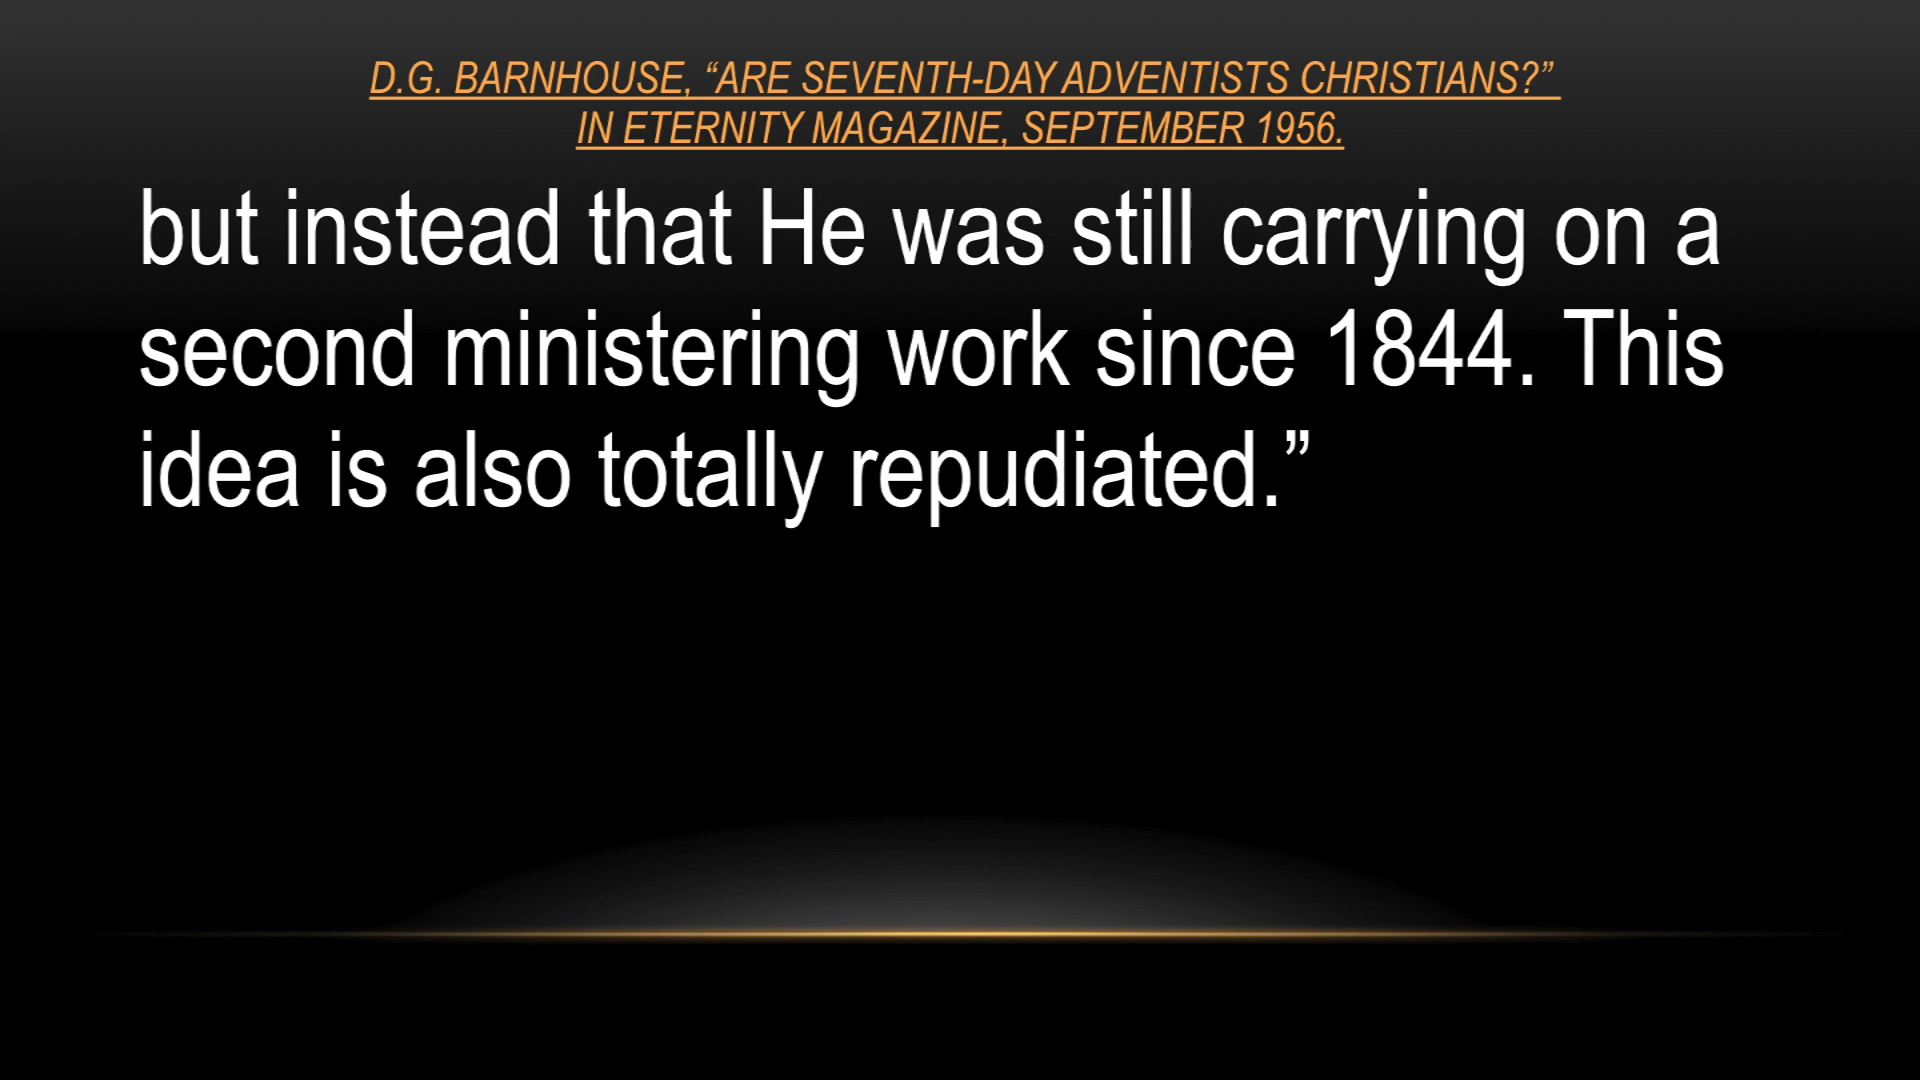 D.G. BARNHOUSE, “ARE SEVENTH-DAY ADVENTISTS CHRISTIANS?”
IN ETERNITY MAGAZINE, SEPTEMBER 1956.
but instead that He was still carrying on a
second ministering work since 1844. This
idea is also totally repudiated.”